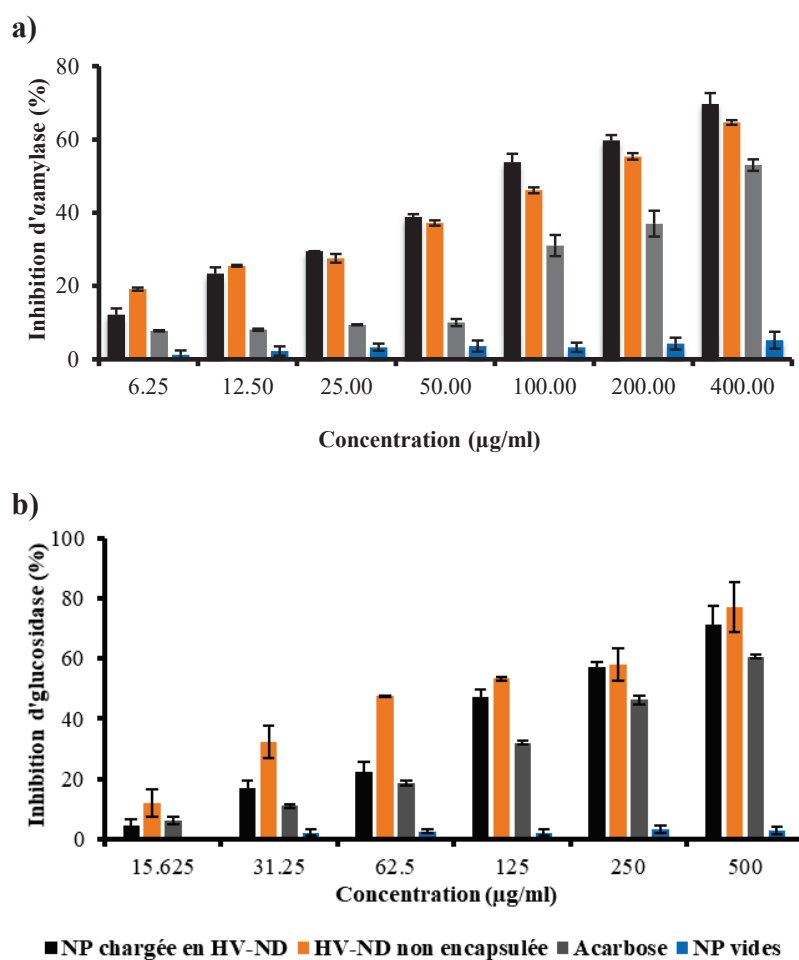 a)
Inhibition d'αamylase (%)
80
60
40
20
0
6.25 12.50 25.00 50.00 100.00 200.00 400.00
Concentration (µg/ml)
b)
Inhibition d'glucosidase (%)
100
80
60
40
20
0
15.625 31.25 62.5 125 250 500
Concentration (µg/ml)
NP chargée en HV-ND HV-ND non encapsulée Acarbose NP vides